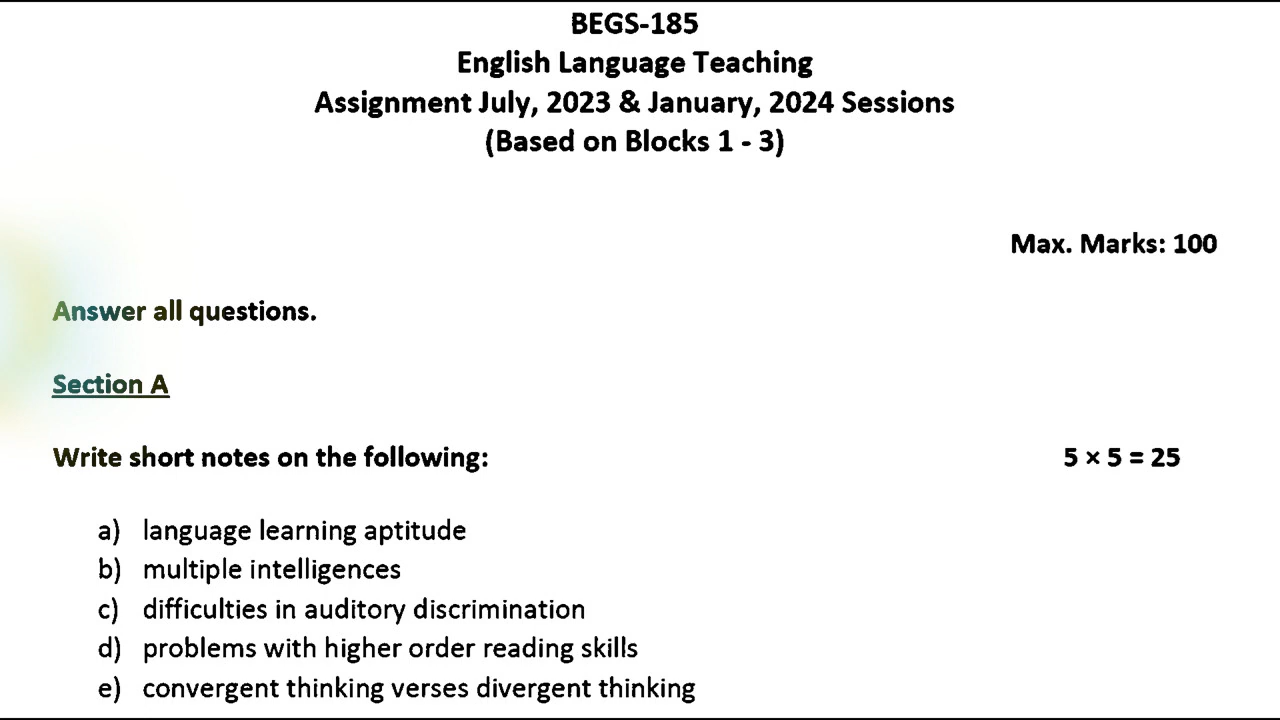 BEGS-185
English Language Teaching
Assignment July, 2023 & January, 2024 Sessions
(Based on Blocks 1 - 3)
Max. Marks: 100
Answer all questions.
Section A
Write short notes on the following: 5 × 5 = 25
a) language learning aptitude
b) multiple intelligences
c) difficulties in auditory discrimination
d) problems with higher order reading skills
e) convergent thinking verses divergent thinking